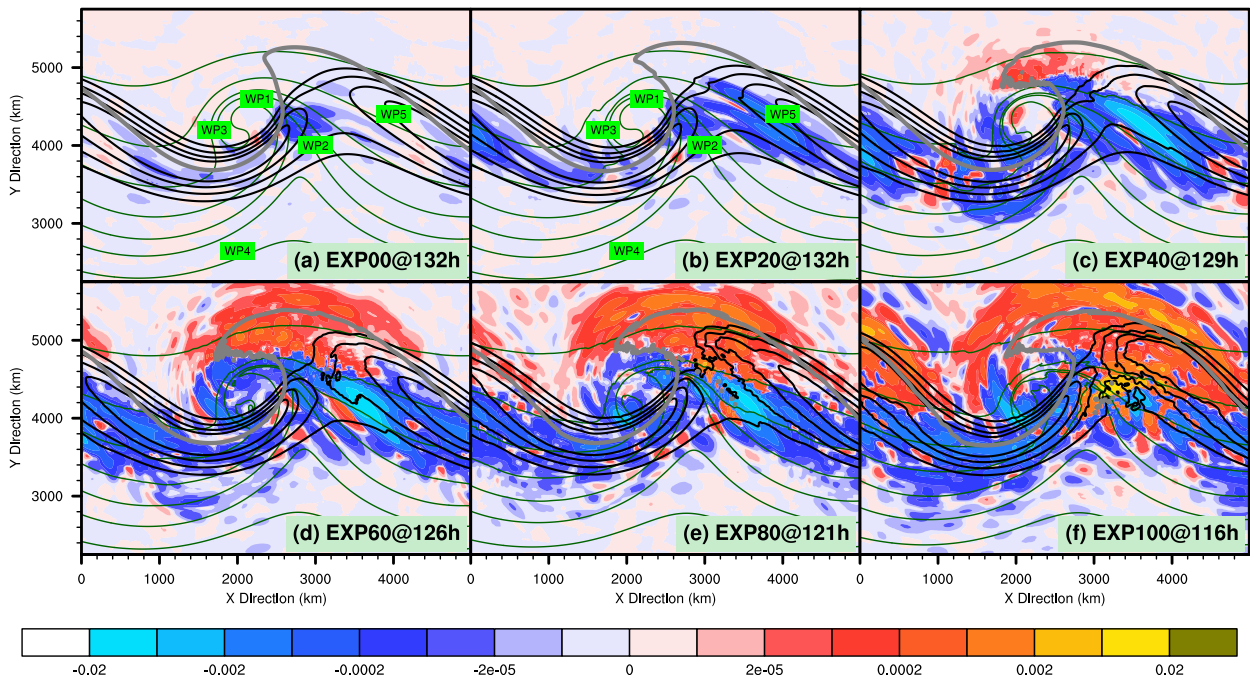 5000
4000
3000
Y Direction (km)
WP1
WP3
WP5
WP2
WP4
(a) EXP00@132h
WP1
WP3
WP5
WP2
WP4
(b) EXP20@132h
(c) EXP40@129h
5000
4000
3000
Y Direction (km)
(d) EXP60@126h
(e) EXP80@121h
(f) EXP100@116h
0 1000 2000 3000 4000
X Direction (km)
0 1000 2000 3000 4000
X Direction (km)
0 1000 2000 3000 4000
X Direction (km)
-0.02 -0.002 -0.0002 -2e-05 0 2e-05 0.0002 0.002 0.02